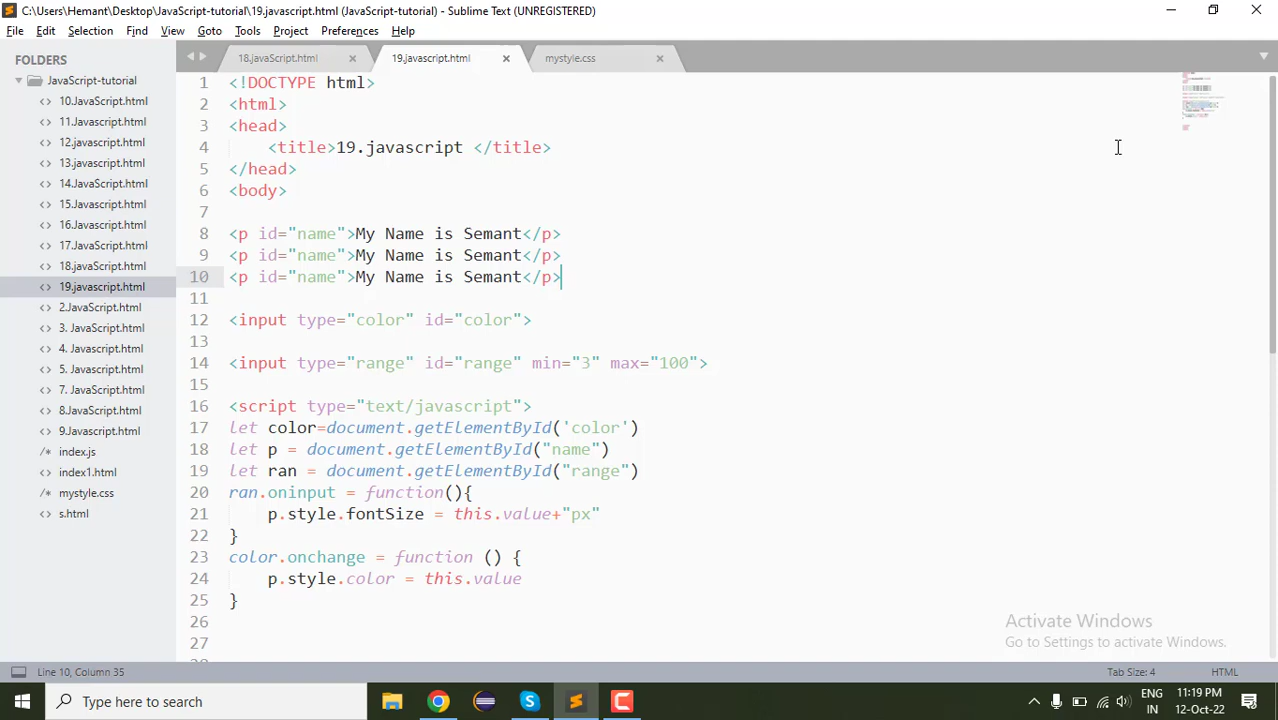 C:\Users\Hemant\Desktop\JavaScript-tutorial\19.javascript.html (JavaScript-tutorial) - Sublime Text (UNREGISTERED)
File Edit Selection Find View Goto Tools Project Preferences Help
FOLDERS
JavaScript-tutorial
10.JavaScript.html
11.Javascript.html
12.javascript.html
13.javascript.html
14.JavaScript.html
15.JavaScript.html
16.Javascript.html
17.JavaScript.html
18.javaScript.html
19.javascript.html
2.JavaScript.html
3. JavaScript.html
4. Javascript.html
5. Javascript.html
7. JavaScript.html
8.JavaScript.html
9.Javascript.html
index.js
index1.html
mystyle.css
s.html
18.javaScript.html 19.javascript.html mystyle.css
1 <!DOCTYPE html>
2 <html>
3 <head>
4 <title>19.javascript </title>
5 </head>
6 <body>
7
8 <p id="name">My Name is Semant</p>
9 <p id="name">My Name is Semant</p>
10 <p id="name">My Name is Semant</p>
11
12 <input type="color" id="color">
13
14 <input type="range" id="range" min="3" max="100">
15
16 <script type="text/javascript">
17 let color=document.getElementById('color')
18 let p = document.getElementById("name")
19 let ran = document.getElementById("range")
20 ran.oninput = function(){
21 p.style.fontSize = this.value+"px"
22 }
23 color.onchange = function () {
24 p.style.color = this.value
25 }
26
27
28
Activate Windows
Go to Settings to activate Windows.
Line 10, Column 35 Tab Size: 4 HTML
Type here to search
ENG
IN
11:19 PM
12-Oct-22